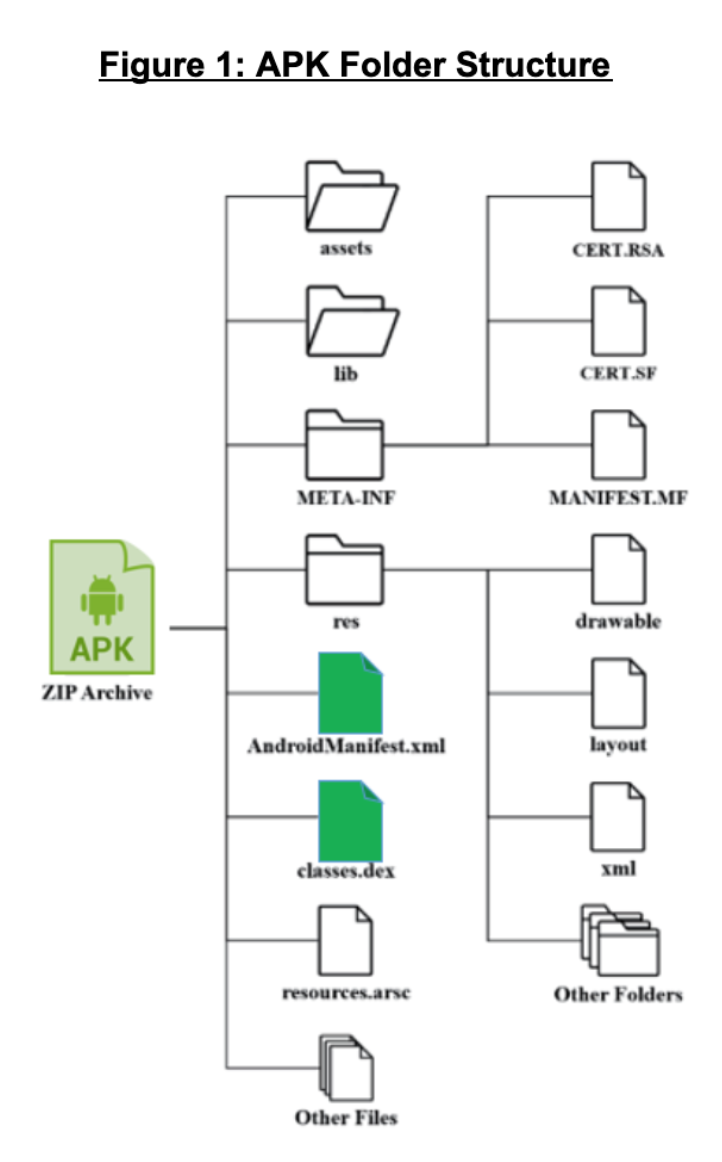 Figure 1: APK Folder Structure
assets
CERT.RSA
lib
CERT.SF
META-INF
MANIFEST.MF
res
drawable
APK
ZIP Archive
AndroidManifest.xml
layout
classes.dex
xml
resources.arsc
Other Folders
Other Files